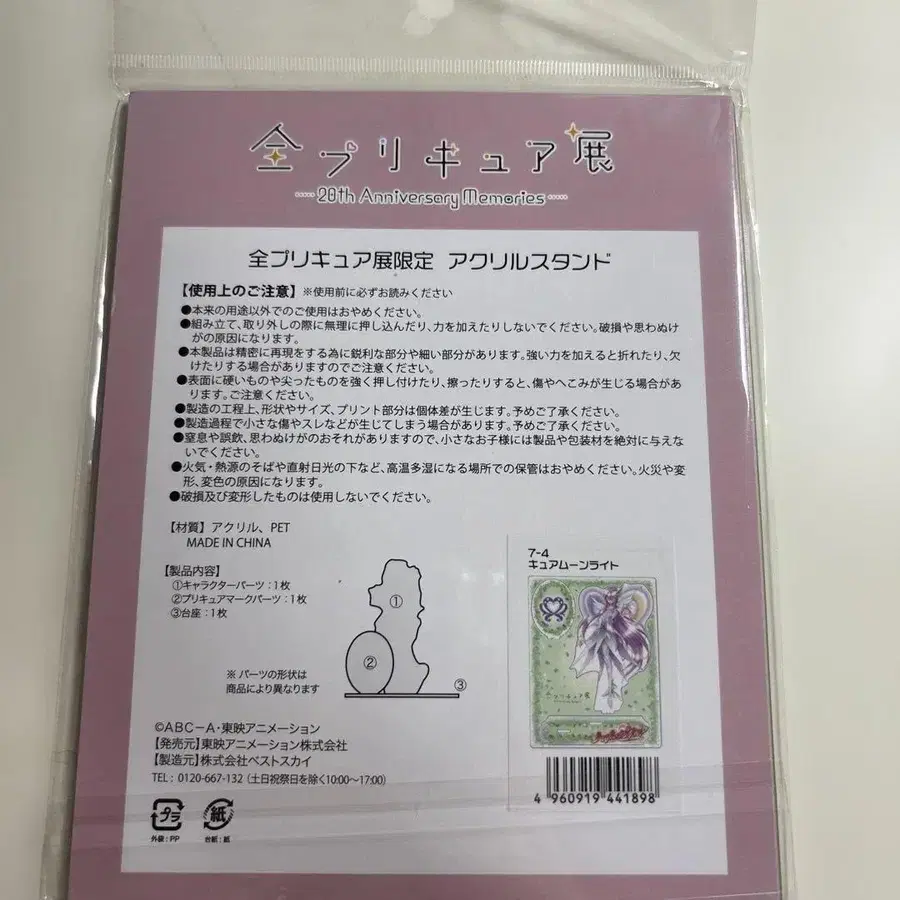 全プリキュア展
20th Anniversary Memories
全プリキュア展限定 アクリルスタンド
【使用上のご注意】※使用前に必ずお読みください
●本来の用途以外でのご使用はおやめください。
●組み立て、取り外しの際に無理に押し込んだり、力を加えたりしないでください。破損や思わぬけ
がの原因になります。
●本製品は精密に再現をする為に鋭利な部分や細い部分があります。強い力を加えると折れたり、欠
けたりする場合がありますのでご注意ください。
●表面に硬いものや尖ったものを強く押し付けたり、擦ったりすると、傷やへこみが生じる場合があ
ります。ご注意ください。
●製造の工程上、形状やサイズ、プリント部分は個体差が生じます。予めご了承ください。
●製造過程で小さな傷やスレなどが生じてしまう場合があります。予めご了承ください。
●窒息や誤飲、思わぬけがのおそれがありますので、小さなお子様には製品や包装材を絶対に与えな
いでください。
●火気・熱源のそばや直射日光の下など、高温多湿になる場所での保管はおやめください。火災や変
形、変色の原因になります。
●破損及び変形したものは使用しないでください。
【材質】アクリル、PET
MADE IN CHINA
【製品内容】
①キャラクターパーツ：1枚
②プリキュアマークパーツ：1枚
③台座：1枚
①
②
③
※ パーツの形状は
商品により異なります
7-4
キュアムーンライト
全プリキュア展
4 960919 441898
©ABC－A・東映アニメーション
【発売元】東映アニメーション株式会社
【製造元】株式会社ベストスカイ
TEL：0120-667-132（土日祝祭日を除く10:00〜17:00）
プラ
外袋：PP
紙
台紙：紙